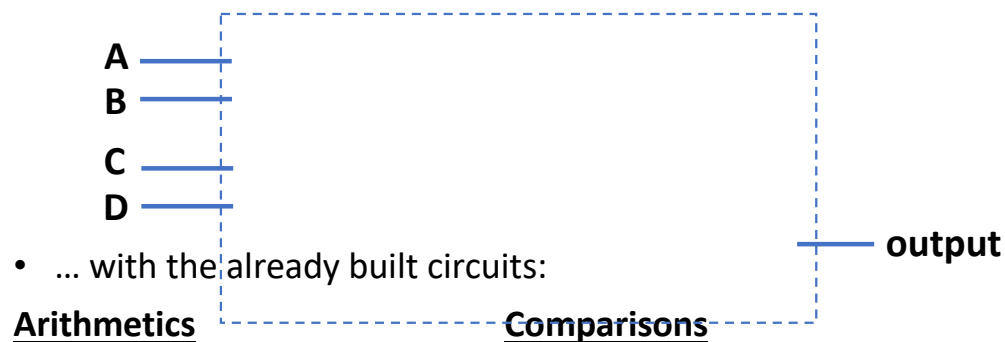 A
B
C
D
output
• … with the already built circuits:
Arithmetics Comparisons